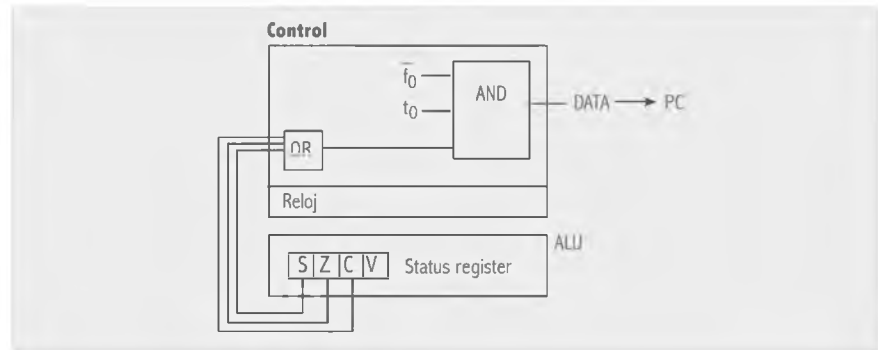 Control
f̅0
t0
AND
DATA → PC
OR
Reloj
ALU
S Z C V Status register